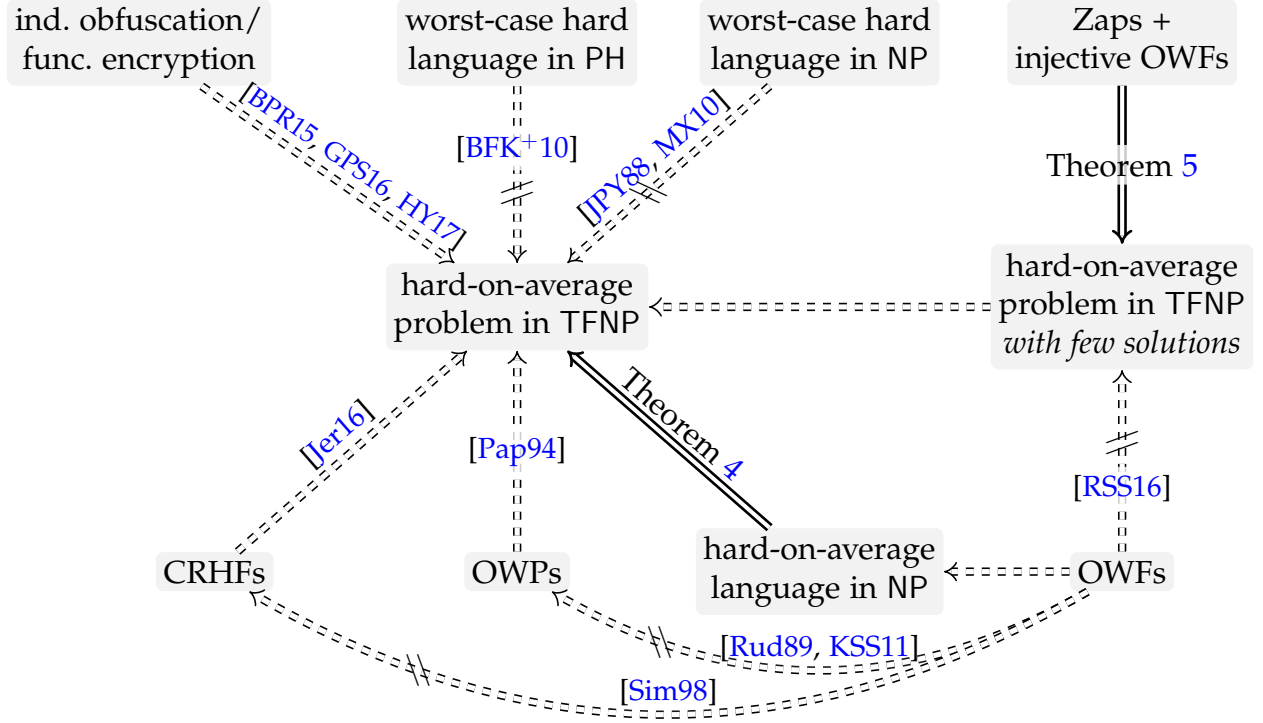 ind. obfuscation/
func. encryption
worst-case hard
language in PH
worst-case hard
language in NP
Zaps +
injective OWFs
[BPR15, GPS16, HY17]
[BFK+10]
[JPY88, MX10]
Theorem 5
hard-on-average
problem in TFNP
hard-on-average
problem in TFNP
with few solutions
[Jer16]
[Pap94]
Theorem 4
[RSS16]
CRHFs
OWPs
hard-on-average
language in NP
OWFs
[Rud89, KSS11]
[Sim98]